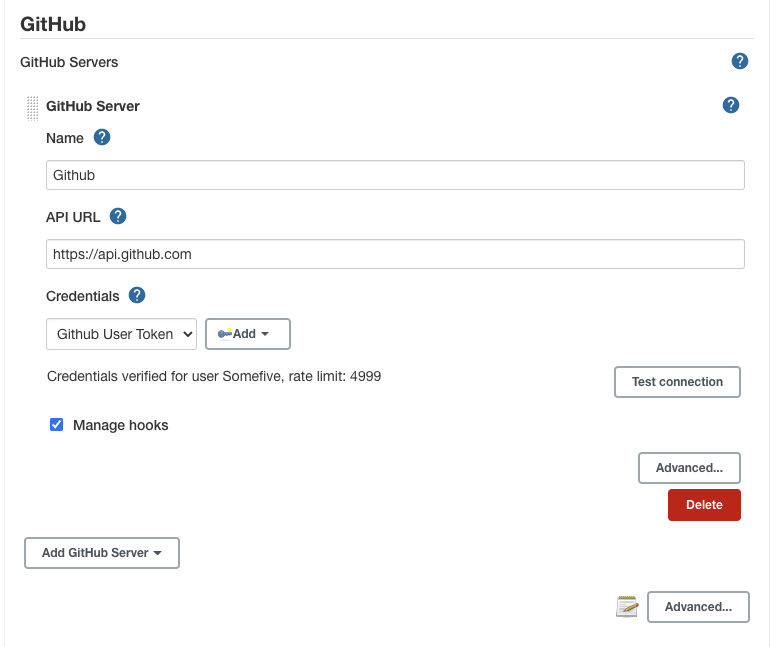 GitHub
GitHub Servers
GitHub Server
Name
Github
API URL
https://api.github.com
Credentials
Github User Token
Add
Credentials verified for user Somefive, rate limit: 4999
Test connection
Manage hooks
Advanced...
Delete
Add GitHub Server
Advanced...